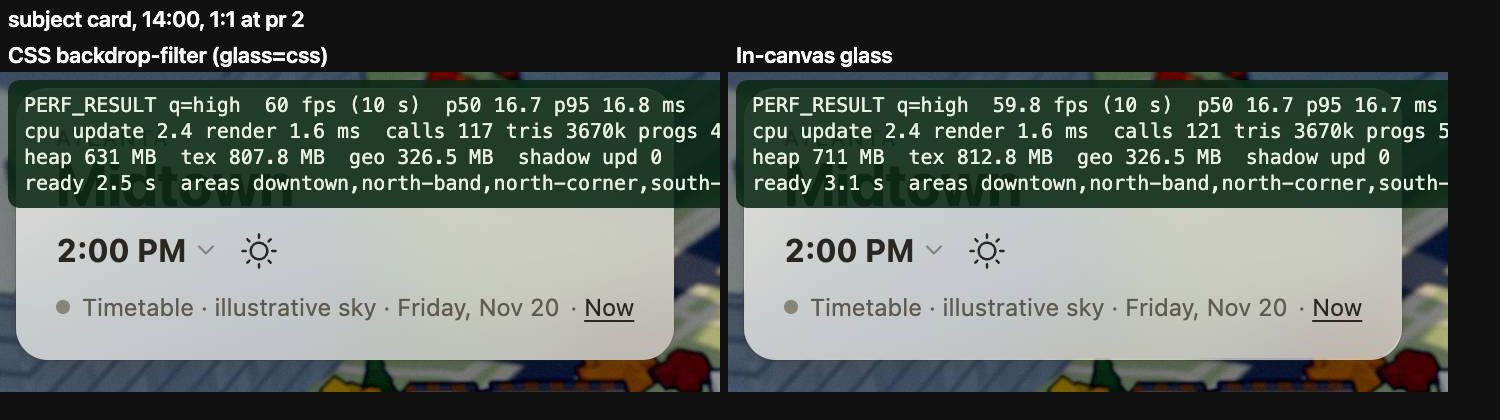 subject card, 14:00, 1:1 at pr 2
CSS backdrop-filter (glass=css)
PERF_RESULT q=high 60 fps (10 s) p50 16.7 p95 16.8 ms
cpu update 2.4 render 1.6 ms calls 117 tris 3670k progs 4
heap 631 MB tex 807.8 MB geo 326.5 MB shadow upd 0
ready 2.5 s areas downtown,north-band,north-corner,south-
Midtown
2:00 PM
Timetable · illustrative sky · Friday, Nov 20 · Now
In-canvas glass
PERF_RESULT q=high 59.8 fps (10 s) p50 16.7 p95 16.7 ms
cpu update 2.4 render 1.6 ms calls 121 tris 3670k progs 5
heap 711 MB tex 812.8 MB geo 326.5 MB shadow upd 0
ready 3.1 s areas downtown,north-band,north-corner,south-
Midtown
2:00 PM
Timetable · illustrative sky · Friday, Nov 20 · Now